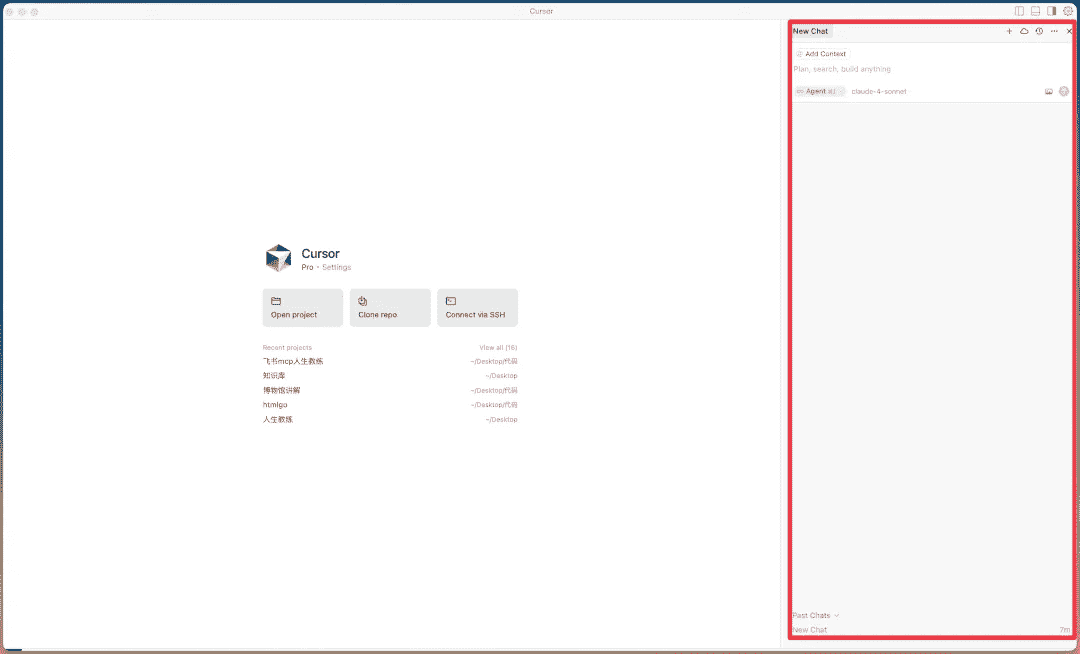 Cursor
New Chat
Add Context
Plan, search, build anything
Agent
claude-4-sonnet
Cursor
Pro · Settings
Open project
Clone repo
Connect via SSH
Recent projects View all (16)
飞书mcp人生教练 ~/Desktop/代码
知识库 ~/Desktop
博物馆讲解 ~/Desktop/代码
htmlgo ~/Desktop/代码
人生教练 ~/Desktop
Past Chats
New Chat 7m